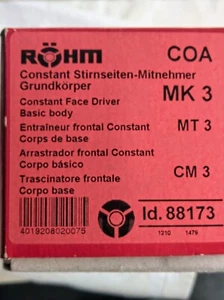 RÖHM COA
Constant Stirnseiten-Mitnehmer
Grundkörper MK 3
Constant Face Driver
Basic body
Entraîneur frontal Constant MT 3
Corps de base
Arrastrador frontal Constant
Corpo básico CM 3
Trascinatore frontale
Corpo base
Id. 88173
4019208020075 1210 1476